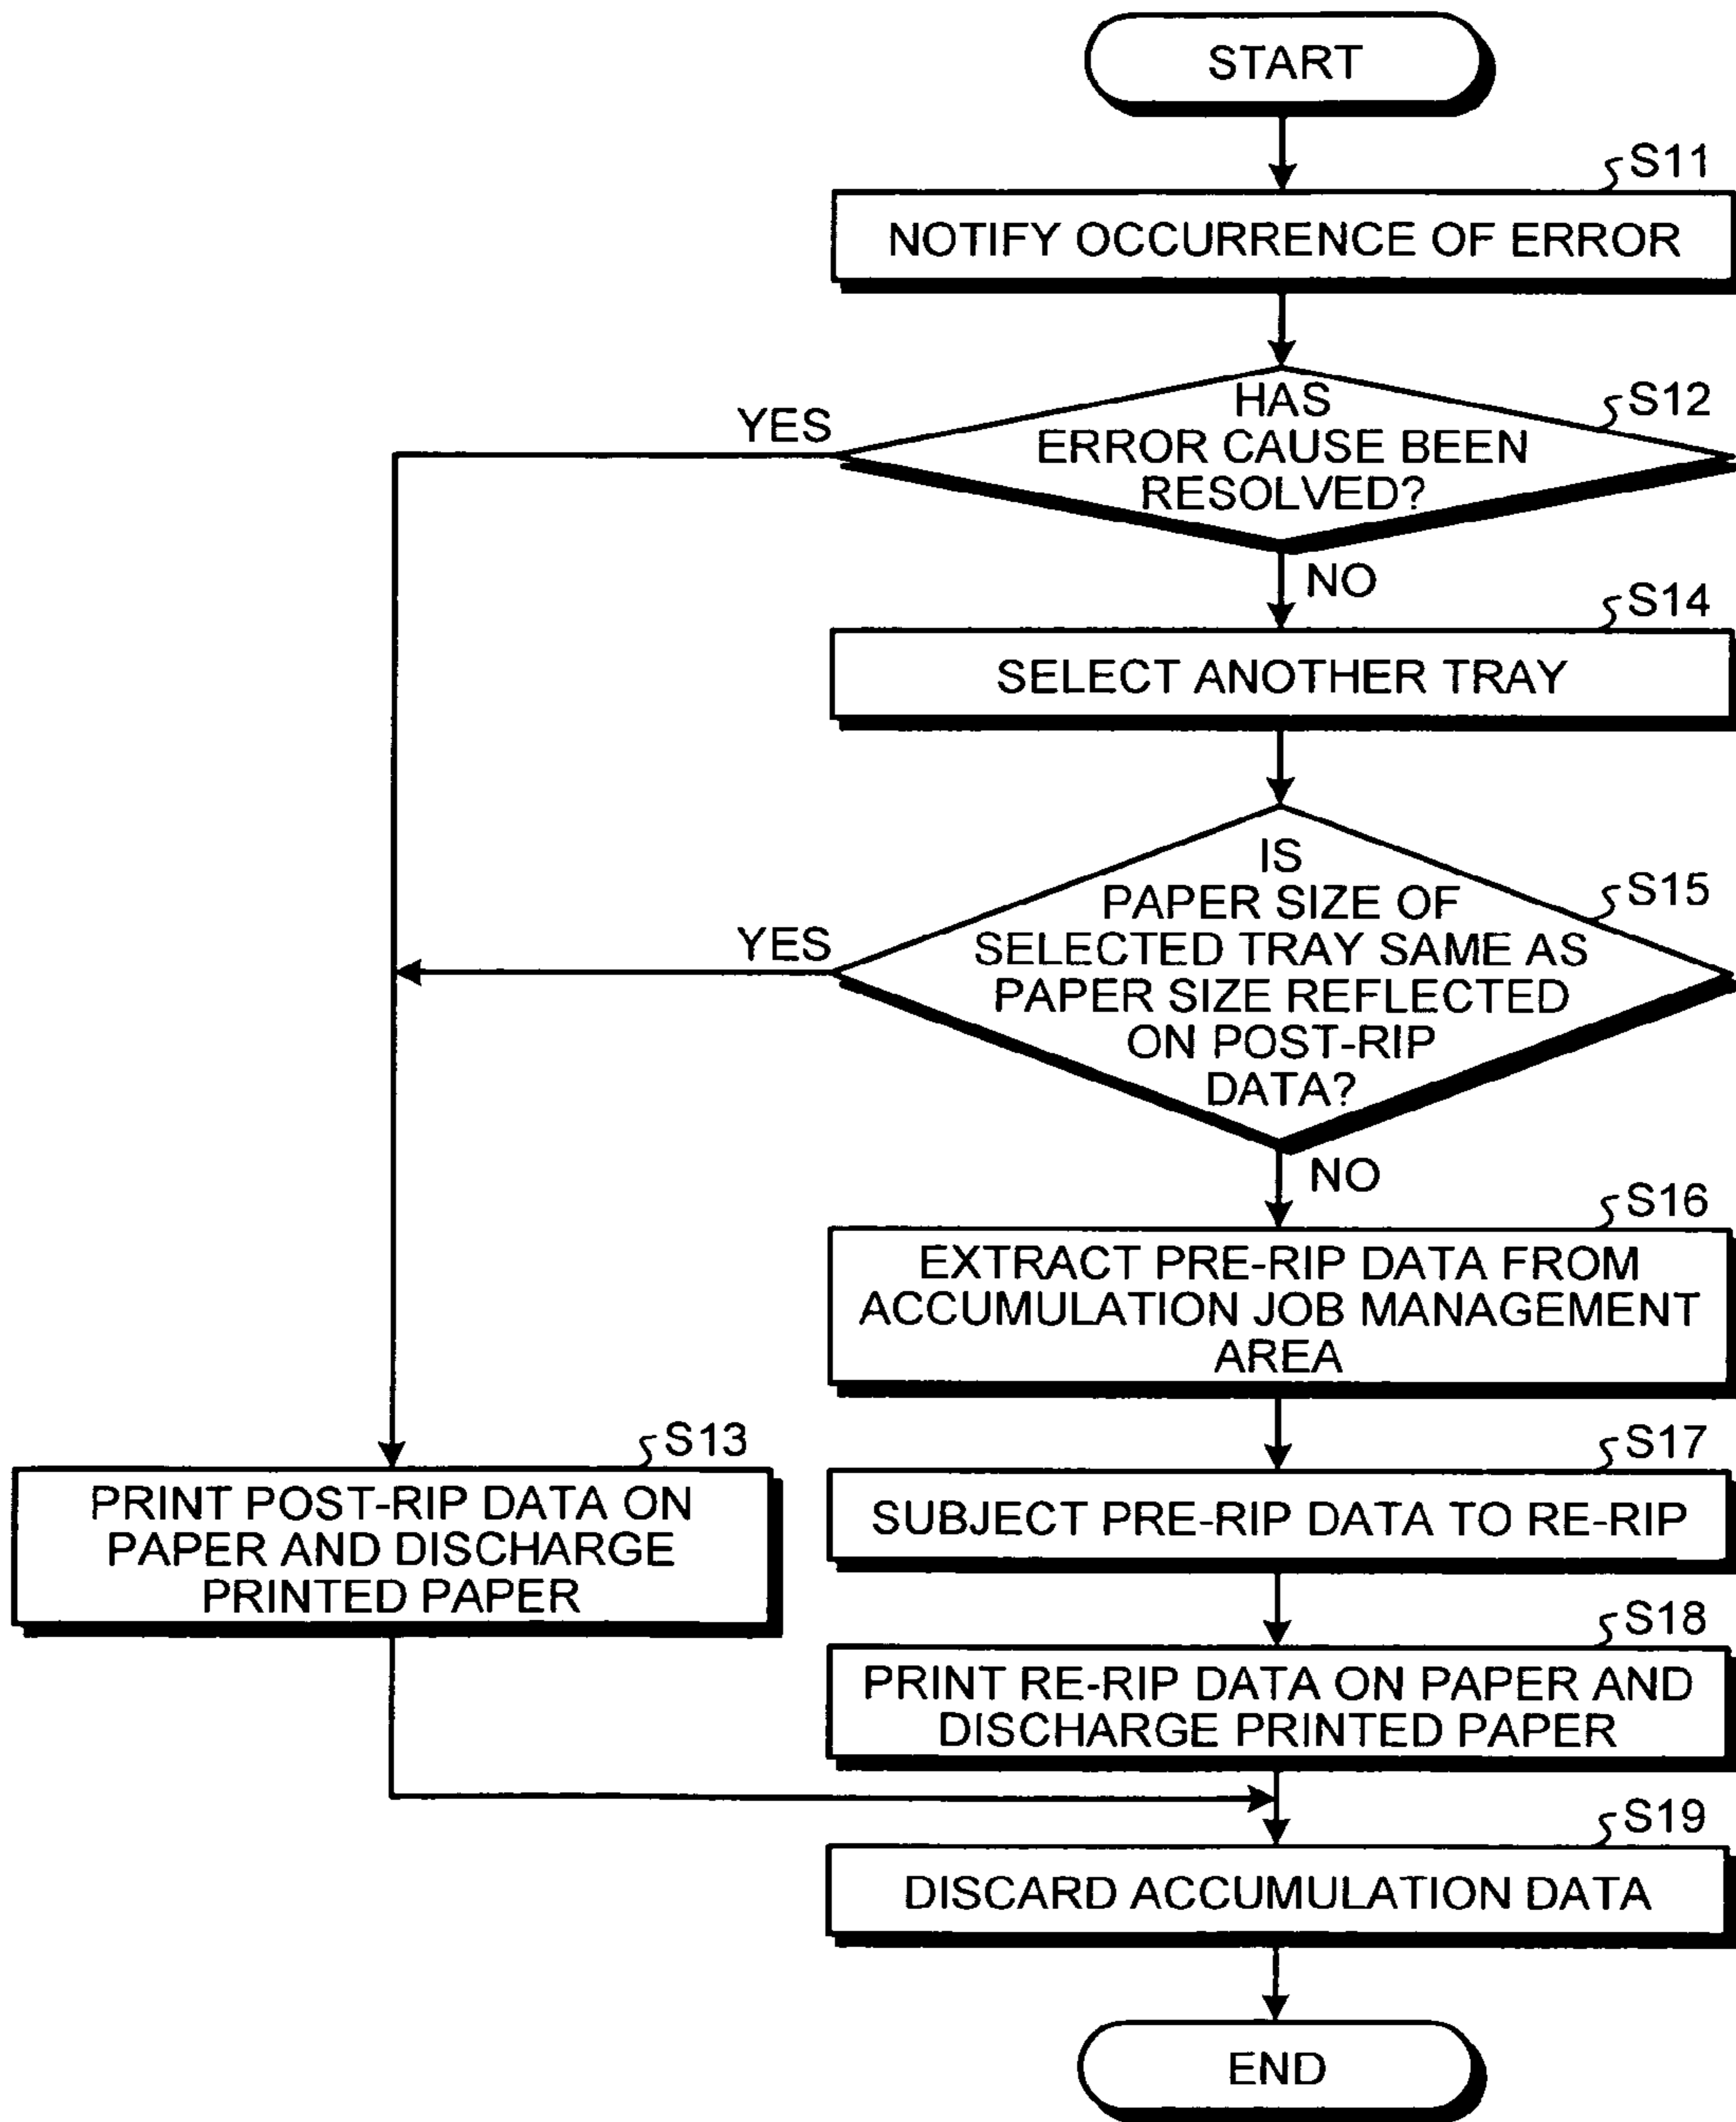 START
S11
NOTIFY OCCURRENCE OF ERROR
S12
HAS
ERROR CAUSE BEEN
RESOLVED?
YES
NO
S14
SELECT ANOTHER TRAY
S15
IS
PAPER SIZE OF
SELECTED TRAY SAME AS
PAPER SIZE REFLECTED
ON POST-RIP
DATA?
YES
NO
S16
EXTRACT PRE-RIP DATA FROM
ACCUMULATION JOB MANAGEMENT
AREA
S13
PRINT POST-RIP DATA ON
PAPER AND DISCHARGE
PRINTED PAPER
S17
SUBJECT PRE-RIP DATA TO RE-RIP
S18
PRINT RE-RIP DATA ON PAPER AND
DISCHARGE PRINTED PAPER
S19
DISCARD ACCUMULATION DATA
END